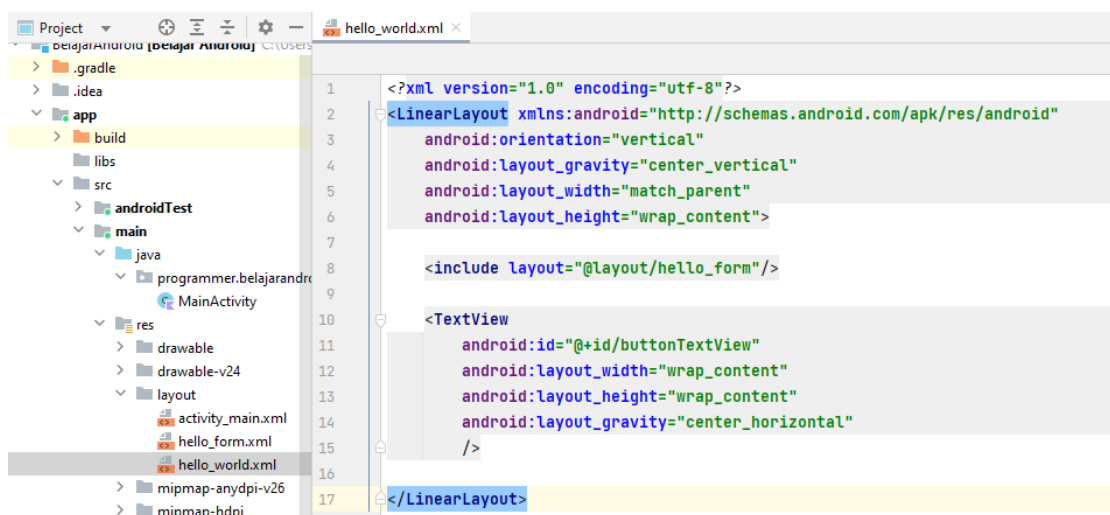 Project
BelajarAndroid [Belajar Android] C:\Users
.gradle
.idea
app
build
libs
src
androidTest
main
java
programmer.belajarandro
MainActivity
res
drawable
drawable-v24
layout
activity_main.xml
hello_form.xml
hello_world.xml
mipmap-anydpi-v26
mipmap-hdpi
hello_world.xml
1 <?xml version="1.0" encoding="utf-8"?>
2 <LinearLayout xmlns:android="http://schemas.android.com/apk/res/android"
3 android:orientation="vertical"
4 android:layout_gravity="center_vertical"
5 android:layout_width="match_parent"
6 android:layout_height="wrap_content">
7
8 <include layout="@layout/hello_form"/>
9
10 <TextView
11 android:id="@+id/buttonTextView"
12 android:layout_width="wrap_content"
13 android:layout_height="wrap_content"
14 android:layout_gravity="center_horizontal"
15 />
16
17 </LinearLayout>